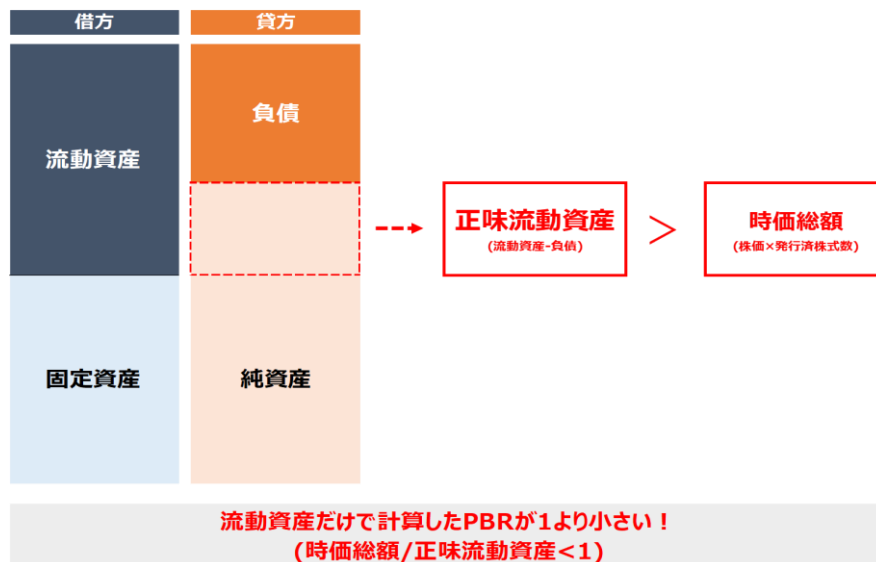 借方
貸方
流動資産
負債
正味流動資産
(流動資産-負債)
>
時価総額
(株価×発行済株式数)
固定資産
純資産
流動資産だけで計算したPBRが1より小さい！
(時価総額/正味流動資産<1)